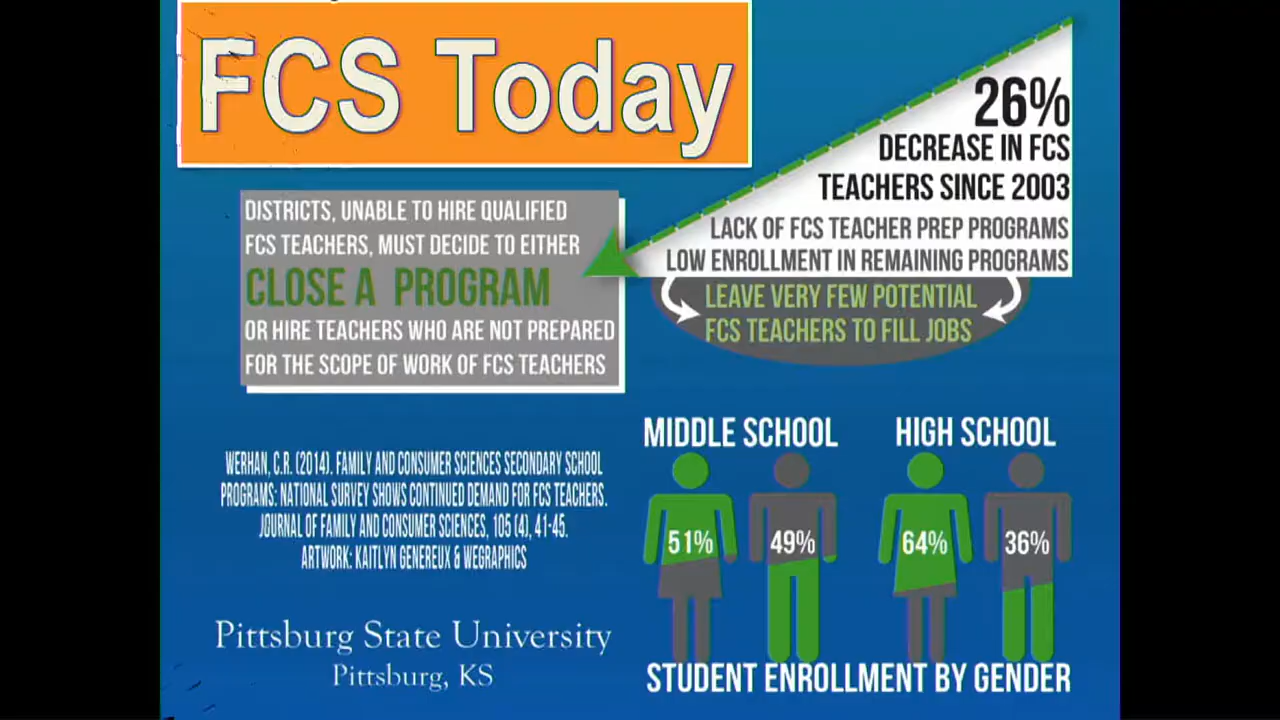 FCS Today
26%
DECREASE IN FCS
TEACHERS SINCE 2003
LACK OF FCS TEACHER PREP PROGRAMS
LOW ENROLLMENT IN REMAINING PROGRAMS
LEAVE VERY FEW POTENTIAL
FCS TEACHERS TO FILL JOBS
DISTRICTS, UNABLE TO HIRE QUALIFIED
FCS TEACHERS, MUST DECIDE TO EITHER
CLOSE A PROGRAM
OR HIRE TEACHERS WHO ARE NOT PREPARED
FOR THE SCOPE OF WORK OF FCS TEACHERS
MIDDLE SCHOOL
HIGH SCHOOL
51%
49%
64%
36%
STUDENT ENROLLMENT BY GENDER
WERHAN, C.R. (2014). FAMILY AND CONSUMER SCIENCES SECONDARY SCHOOL
PROGRAMS: NATIONAL SURVEY SHOWS CONTINUED DEMAND FOR FCS TEACHERS.
JOURNAL OF FAMILY AND CONSUMER SCIENCES, 105 (4), 41-45.
ARTWORK: KAITLYN GENEREUX & WEGRAPHICS
Pittsburg State University
Pittsburg, KS